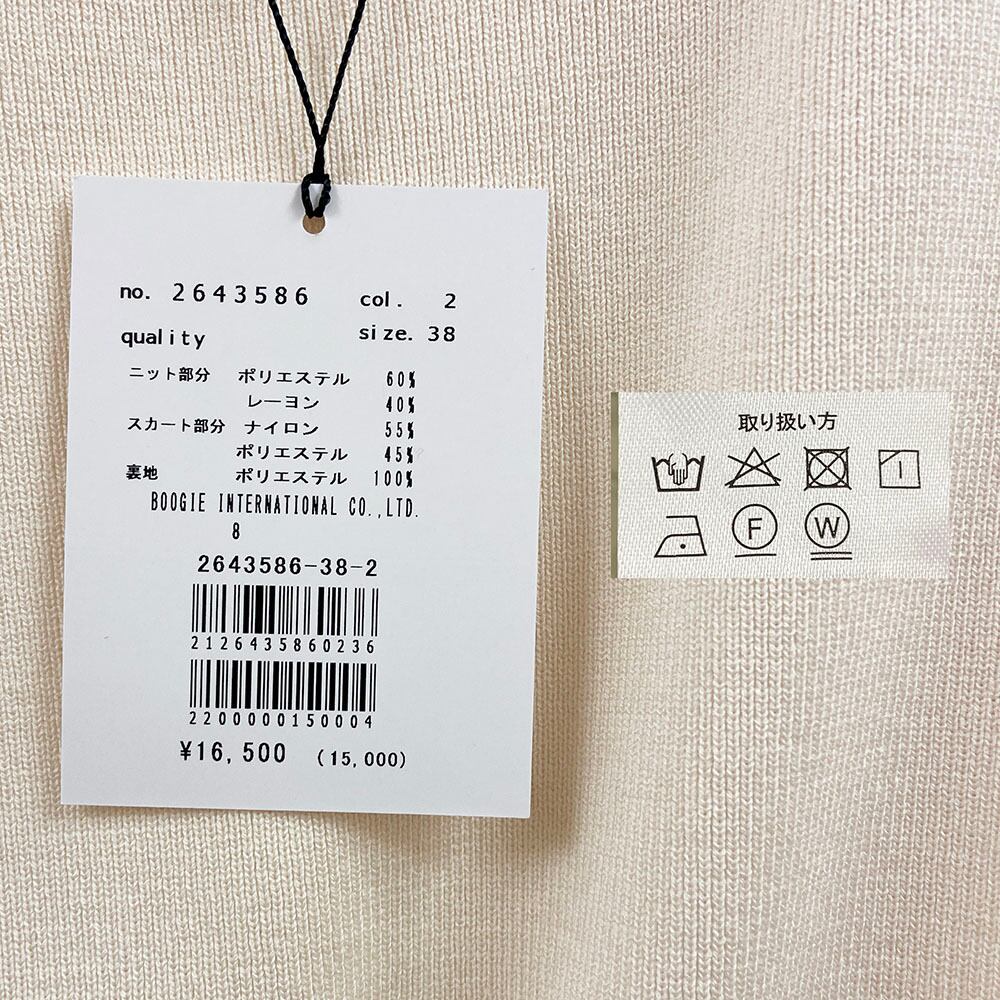 no. 2643586 col. 2
quality size. 38
ニット部分 ポリエステル 60%
レーヨン 40%
スカート部分 ナイロン 55%
ポリエステル 45%
裏地 ポリエステル 100%
BOOGIE INTERNATIONAL CO.,LTD.
8
2643586-38-2
2126435860236
2200000150004
¥16,500 (15,000)
取り扱い方
F W